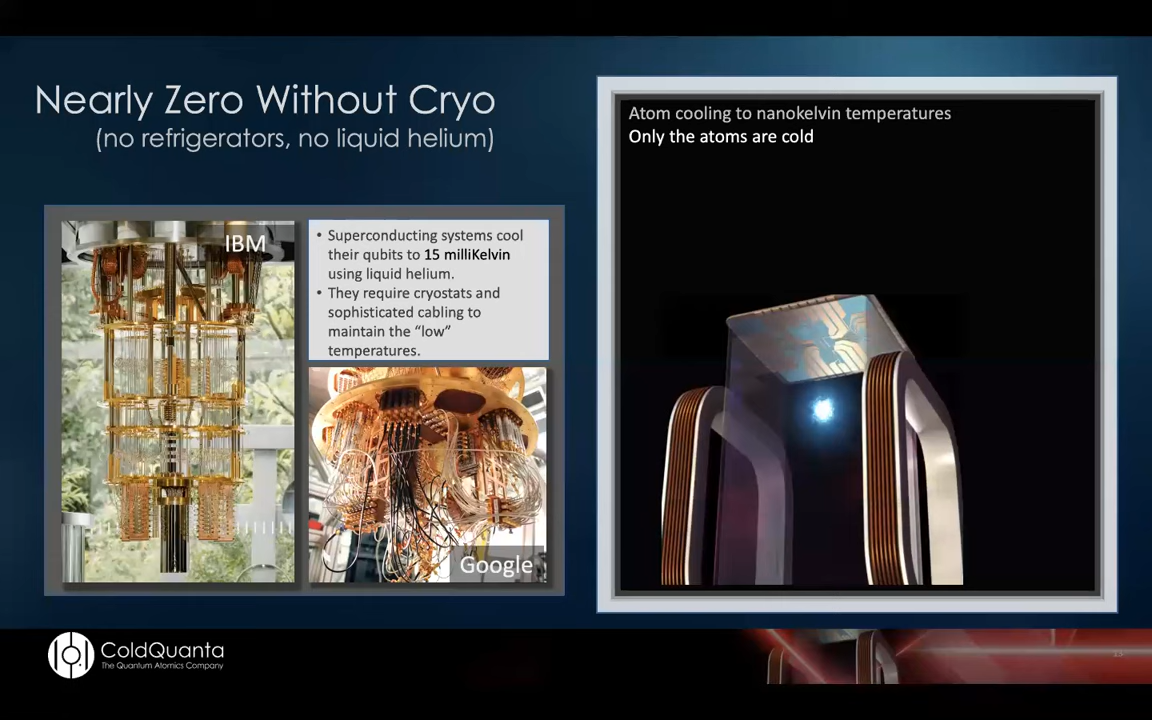 Nearly Zero Without Cryo
(no refrigerators, no liquid helium)
IBM
• Superconducting systems cool
their qubits to 15 milliKelvin
using liquid helium.
• They require cryostats and
sophisticated cabling to
maintain the “low”
temperatures.
Google
Atom cooling to nanokelvin temperatures
Only the atoms are cold
ColdQuanta
The Quantum Atomics Company